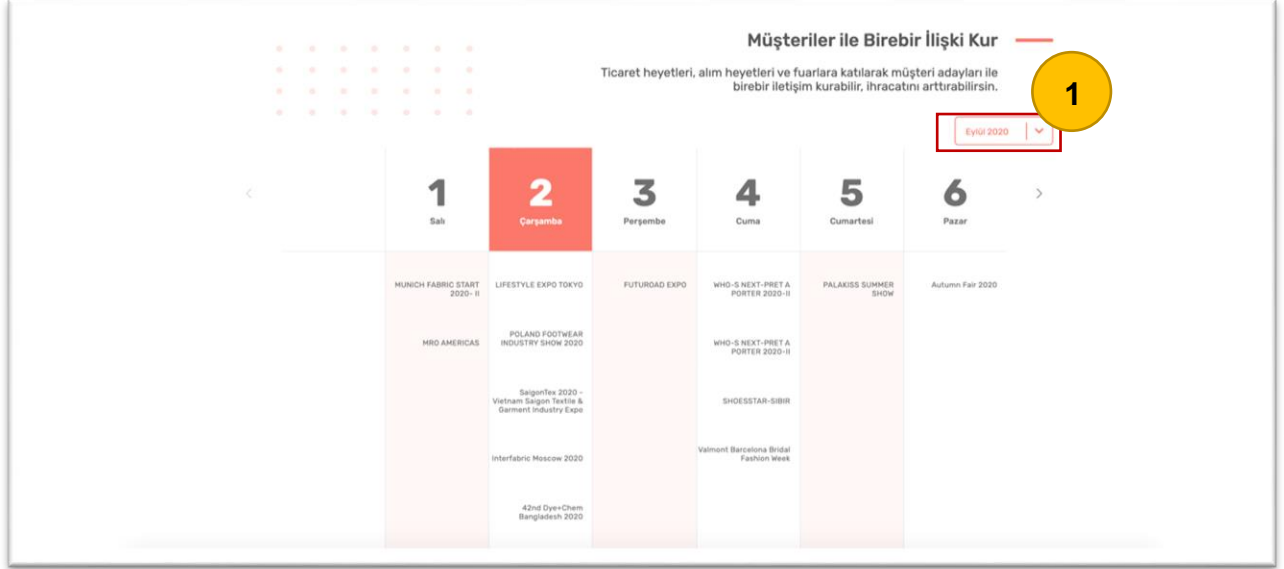 Müşteriler ile Birebir İlişki Kur
Ticaret heyetleri, alım heyetleri ve fuarlara katılarak müşteri adayları ile
birebir iletişim kurabilir, ihracatını arttırabilirsin.
1
Eylül 2020
1
Salı
2
Çarşamba
3
Perşembe
4
Cuma
5
Cumartesi
6
Pazar
MUNICH FABRIC START
2020- II
MRO AMERICAS
LIFESTYLE EXPO TOKYO
POLAND FOOTWEAR
INDUSTRY SHOW 2020
SaigonTex 2020 -
Vietnam Saigon Textile &
Garment Industry Expo
Interfabric Moscow 2020
42nd Dye+Chem
Bangladesh 2020
FUTUROAD EXPO
WHO-S NEXT-PRET A
PORTER 2020-II
WHO-S NEXT-PRET A
PORTER 2020-II
SHOESSTAR-SIBIR
Valmont Barcelona Bridal
Fashion Week
PALAKISS SUMMER
SHOW
Autumn Fair 2020